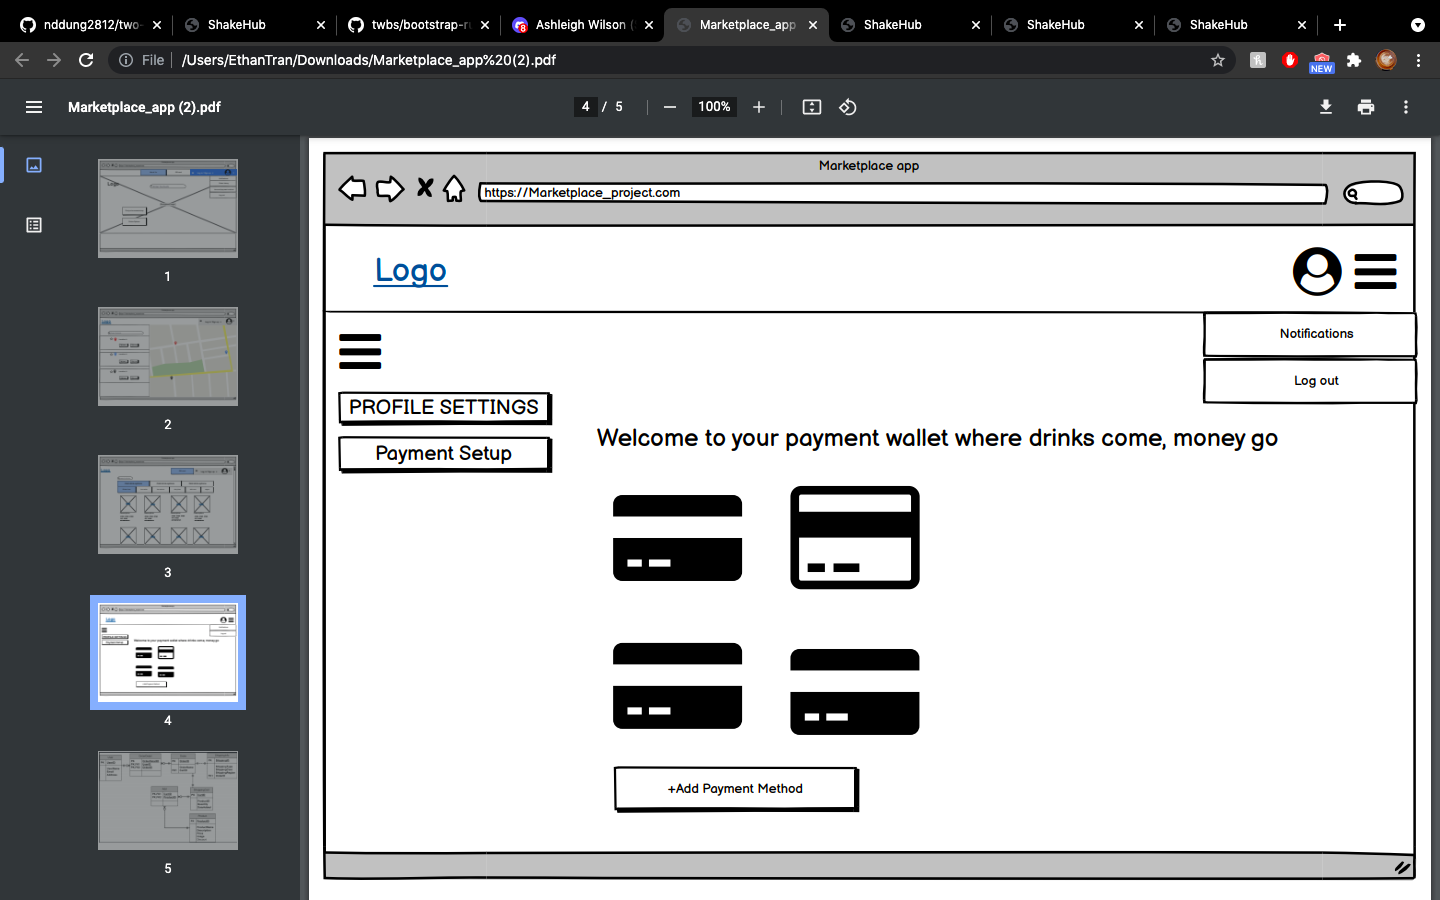 nddung2812/two-
ShakeHub
twbs/bootstrap-ru
Ashleigh Wilson (
Marketplace_app
ShakeHub
ShakeHub
ShakeHub
File
/Users/EthanTran/Downloads/Marketplace_app%20(2).pdf
NEW
Marketplace_app (2).pdf
4 / 5
100%
1
2
3
4
5
Marketplace app
https://Marketplace_project.com
Logo
Notifications
Log out
PROFILE SETTINGS
Payment Setup
Welcome to your payment wallet where drinks come, money go
+Add Payment Method